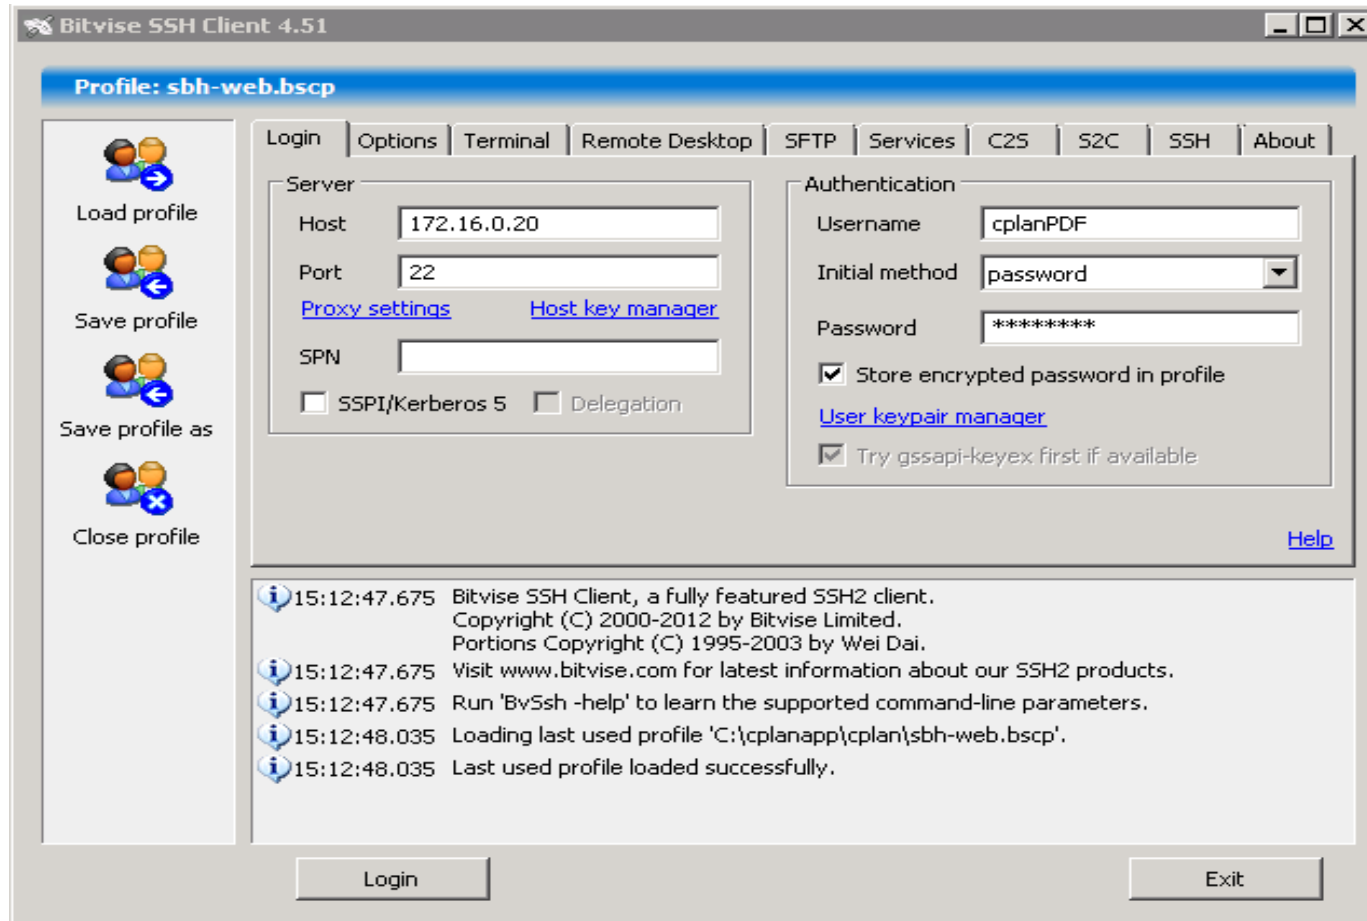 Bitvise SSH Client 4.51
Profile: sbh-web.bscp
Load profile
Save profile
Save profile as
Close profile
Login Options Terminal Remote Desktop SFTP Services C2S S2C SSH About
Server
Host 172.16.0.20
Port 22
Proxy settings Host key manager
SPN
SSPI/Kerberos 5 Delegation
Authentication
Username cplanPDF
Initial method password
Password ********
Store encrypted password in profile
User keypair manager
Try gssapi-keyex first if available
Help
15:12:47.675 Bitvise SSH Client, a fully featured SSH2 client.
Copyright (C) 2000-2012 by Bitvise Limited.
Portions Copyright (C) 1995-2003 by Wei Dai.
15:12:47.675 Visit www.bitvise.com for latest information about our SSH2 products.
15:12:47.675 Run 'BvSsh -help' to learn the supported command-line parameters.
15:12:48.035 Loading last used profile 'C:\cplanapp\cplan\sbh-web.bscp'.
15:12:48.035 Last used profile loaded successfully.
Login Exit